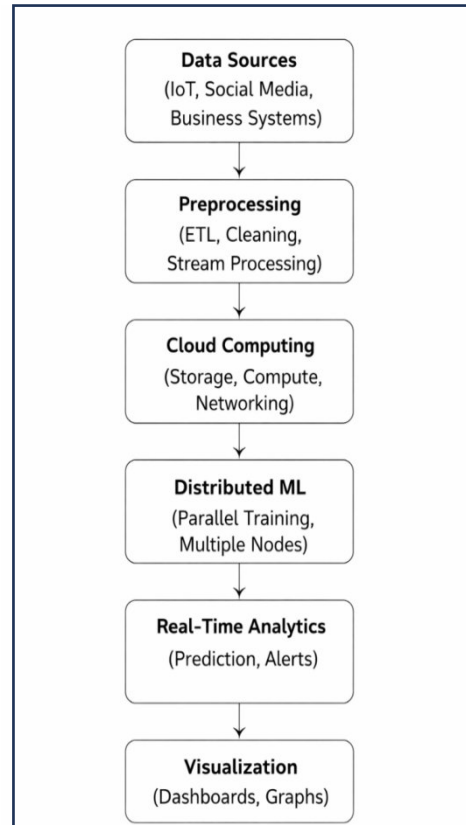 Data Sources
(IoT, Social Media,
Business Systems)
Preprocessing
(ETL, Cleaning,
Stream Processing)
Cloud Computing
(Storage, Compute,
Networking)
Distributed ML
(Parallel Training,
Multiple Nodes)
Real-Time Analytics
(Prediction, Alerts)
Visualization
(Dashboards, Graphs)